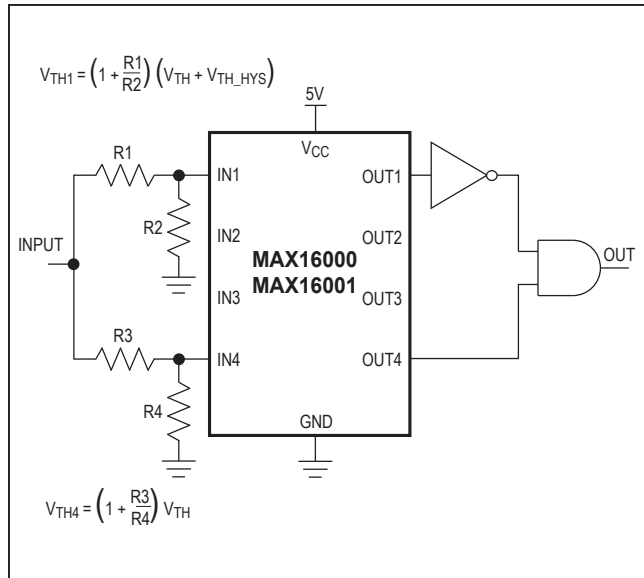 V_TH1 = (1 + R1/R2) (V_TH + V_TH_HYS)
5V
V_CC
R1
IN1
OUT1
R2
IN2
OUT2
INPUT
MAX16000
MAX16001
OUT
IN3
OUT3
R3
IN4
OUT4
R4
GND
V_TH4 = (1 + R3/R4) V_TH